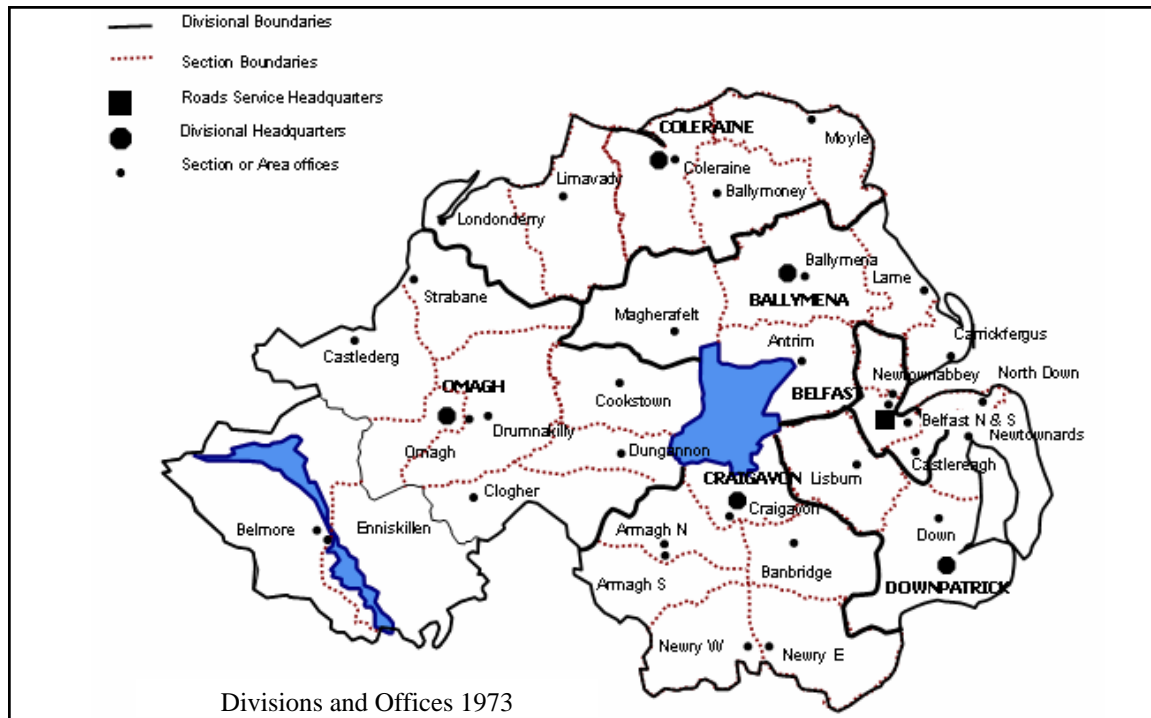 Divisional Boundaries
Section Boundaries
Roads Service Headquarters
Divisional Headquarters
Section or Area offices
COLERAINE
Moyle
Coleraine
Limavady
Ballymoney
Londonderry
Ballymena
Strabane
Larne
BALLYMENA
Magherafelt
Carrickfergus
Antrim
Castlederg
Newtownabbey
North Down
OMAGH
BELFAST
Cookstown
Belfast N & S
Drumnakilly
Newtownards
Omagh
Dungannon
Castlereagh
CRAIGAVON
Lisburn
Clogher
Craigavon
Belmore
Enniskillen
Armagh N
Down
Banbridge
Armagh S
DOWNPATRICK
Newry W
Newry E
Divisions and Offices 1973